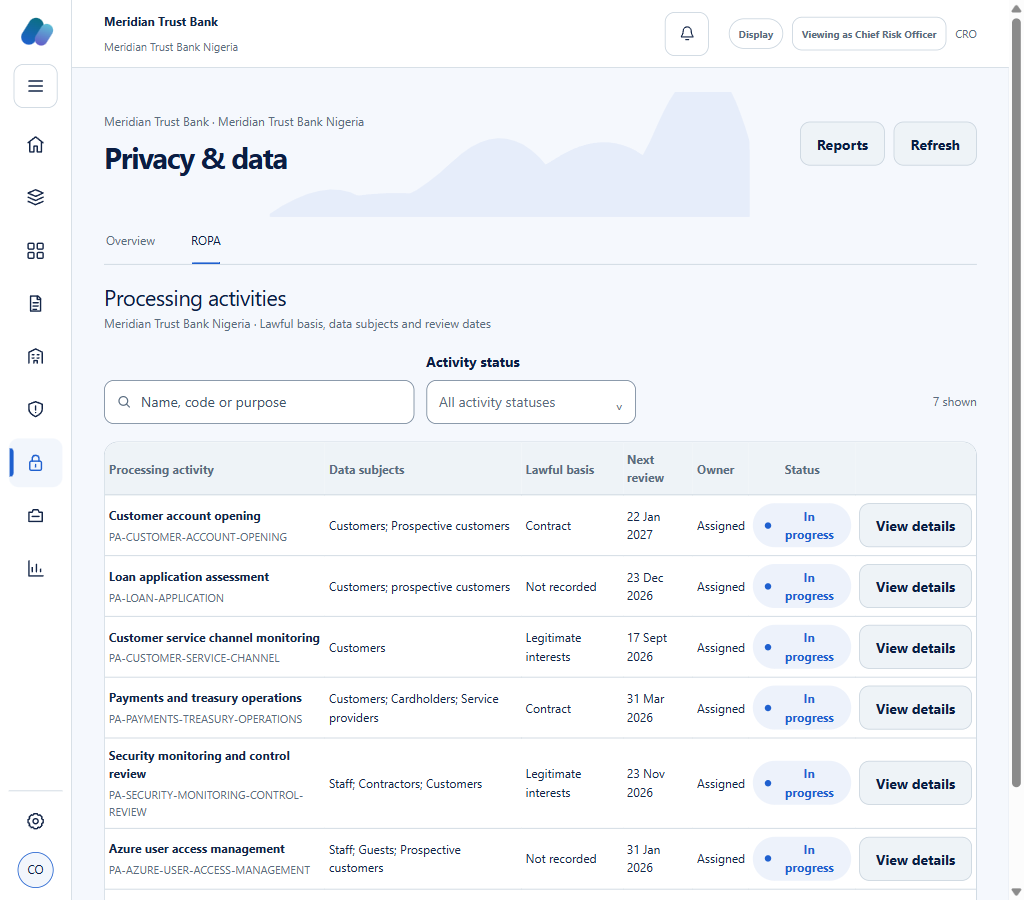 Meridian Trust Bank
Meridian Trust Bank Nigeria
Display
Viewing as Chief Risk Officer
CRO
Meridian Trust Bank · Meridian Trust Bank Nigeria
Privacy & data
Reports
Refresh
Overview
ROPA
Processing activities
Meridian Trust Bank Nigeria · Lawful basis, data subjects and review dates
Activity status
Name, code or purpose
All activity statuses
v
7 shown
Processing activity
Data subjects
Lawful basis
Next
review
Owner
Status
Customer account opening
PA-CUSTOMER-ACCOUNT-OPENING
Customers; Prospective customers
Contract
22 Jan
2027
Assigned
In
progress
View details
Loan application assessment
PA-LOAN-APPLICATION
Customers; prospective customers
Not recorded
23 Dec
2026
Assigned
In
progress
View details
Customer service channel monitoring
PA-CUSTOMER-SERVICE-CHANNEL
Customers
Legitimate
interests
17 Sept
2026
Assigned
In
progress
View details
Payments and treasury operations
PA-PAYMENTS-TREASURY-OPERATIONS
Customers; Cardholders; Service
providers
Contract
31 Mar
2026
Assigned
In
progress
View details
Security monitoring and control
review
PA-SECURITY-MONITORING-CONTROL-
REVIEW
Staff; Contractors; Customers
Legitimate
interests
23 Nov
2026
Assigned
In
progress
View details
Azure user access management
PA-AZURE-USER-ACCESS-MANAGEMENT
Staff; Guests; Prospective
customers
Not recorded
31 Jan
2026
Assigned
In
progress
View details
CO